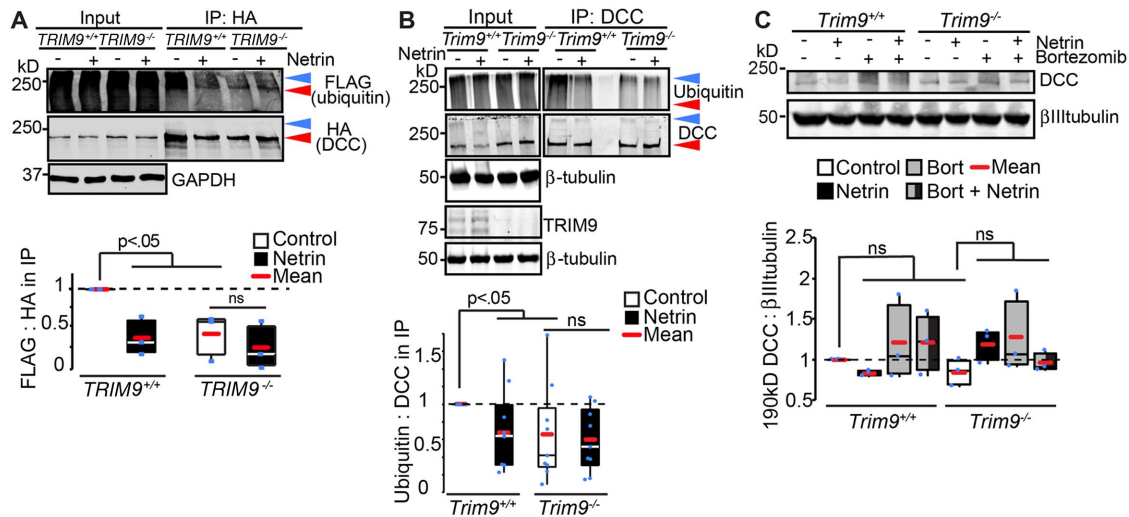 A
Input
IP: HA
TRIM9+/+ TRIM9-/- TRIM9+/+ TRIM9-/-
- + - + - + - + Netrin
kD
250
FLAG
(ubiquitin)
250
HA
(DCC)
37
GAPDH
p<.05
Control
Netrin
Mean
ns
FLAG : HA in IP
1
0.5
0
TRIM9+/+
TRIM9-/-
B
Input
IP: DCC
Trim9+/+ Trim9-/- Trim9+/+ Trim9-/-
Netrin - + - + - + - +
kD
250
Ubiquitin
250
DCC
50
β-tubulin
75
TRIM9
50
β-tubulin
p<.05
Control
Netrin
Mean
ns
Ubiquitin : DCC in IP
1.5
1
0.5
0
Trim9+/+
Trim9-/-
C
Trim9+/+
Trim9-/-
- + - + - + - + Netrin
- - + + - - + + Bortezomib
kD
250
DCC
50
βIIItubulin
Control
Bort
Mean
Netrin
Bort + Netrin
190kD DCC : βIIItubulin
2.5
2
1.5
1
0.5
ns
ns
Trim9+/+
Trim9-/-